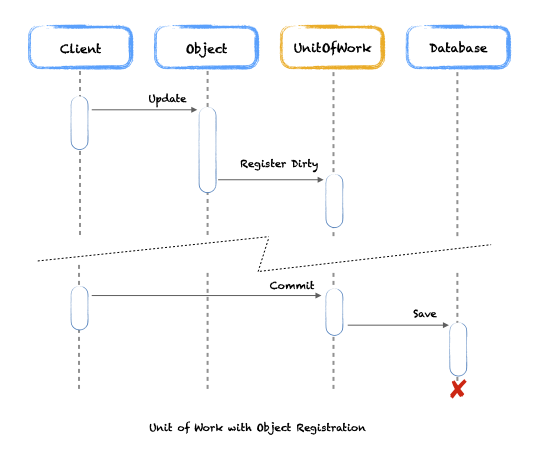 Client
Object
UnitOfWork
Database
Update
Register Dirty
Commit
Save
Unit of Work with Object Registration